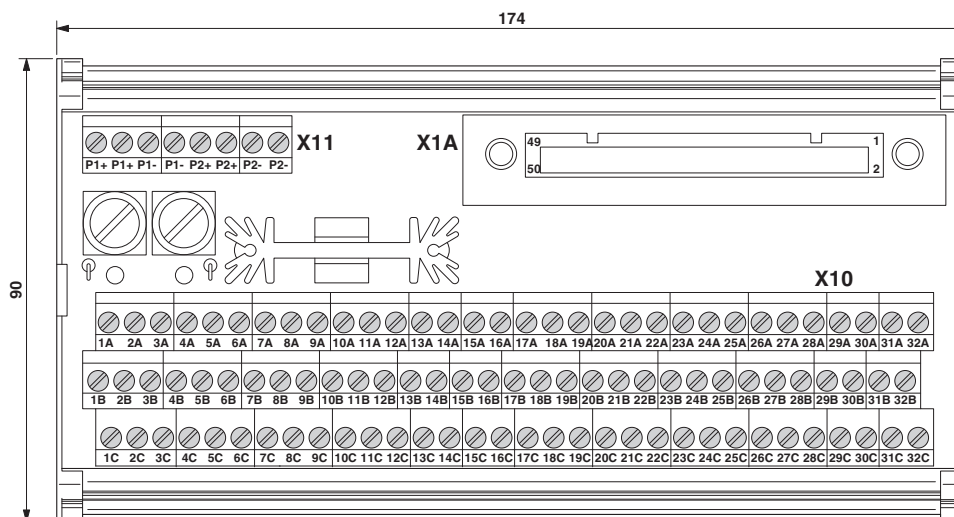 174
90
X11
P1+ P1+ P1- P1- P2+ P2+ P2- P2-
X1A
49 1
50 2
X10
1A 2A 3A 4A 5A 6A 7A 8A 9A 10A 11A 12A 13A 14A 15A 16A 17A 18A 19A 20A 21A 22A 23A 24A 25A 26A 27A 28A 29A 30A 31A 32A
1B 2B 3B 4B 5B 6B 7B 8B 9B 10B 11B 12B 13B 14B 15B 16B 17B 18B 19B 20B 21B 22B 23B 24B 25B 26B 27B 28B 29B 30B 31B 32B
1C 2C 3C 4C 5C 6C 7C 8C 9C 10C 11C 12C 13C 14C 15C 16C 17C 18C 19C 20C 21C 22C 23C 24C 25C 26C 27C 28C 29C 30C 31C 32C